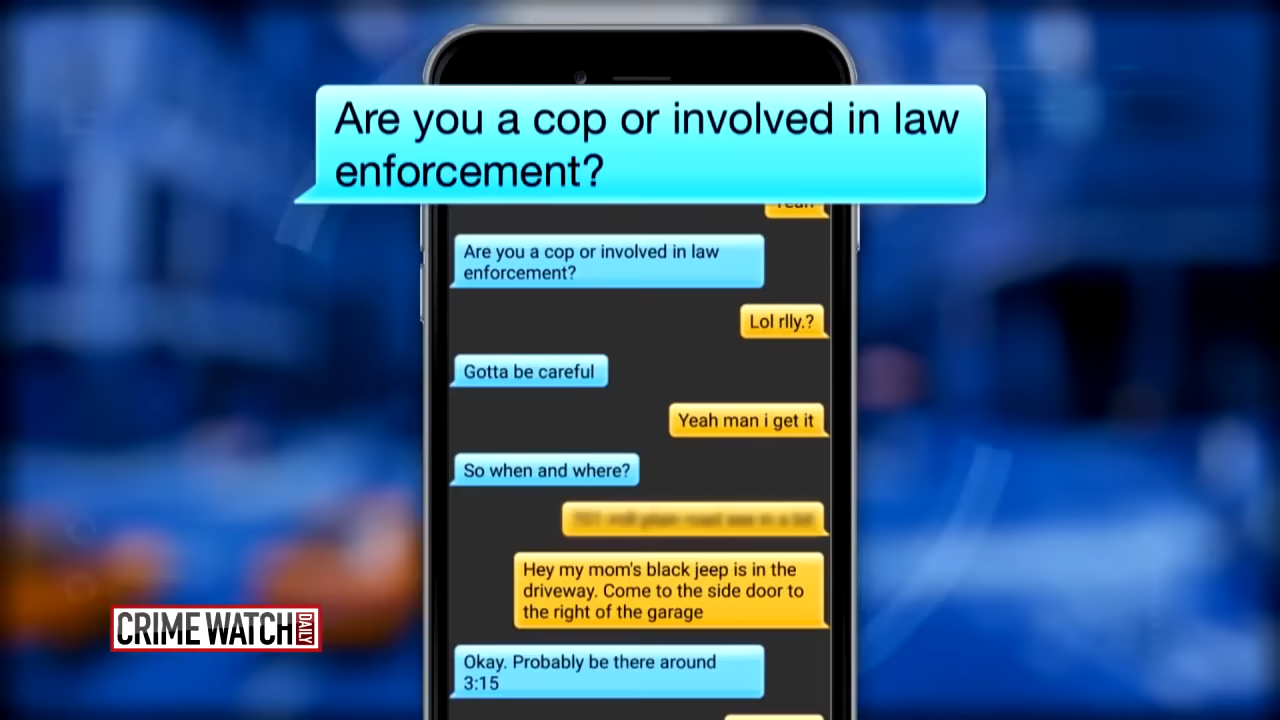 Are you a cop or involved in law
enforcement?
Yeah
Are you a cop or involved in law
enforcement?
Lol rlly.?
Gotta be careful
Yeah man i get it
So when and where?
Hey my mom's black jeep is in the
driveway. Come to the side door to
the right of the garage
Okay. Probably be there around
3:15
CRIME WATCH
DAILY